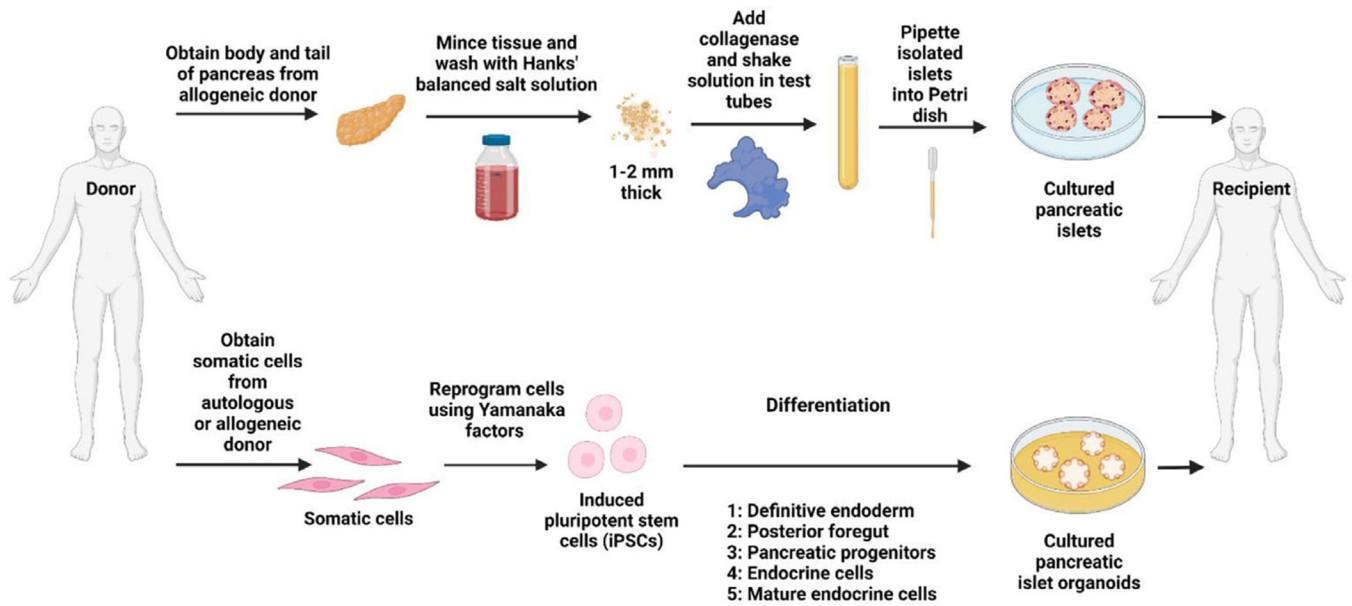 Obtain body and tail
of pancreas from
allogeneic donor
Mince tissue and
wash with Hanks'
balanced salt solution
Add
collagenase
and shake
solution in test
tubes
Pipette
isolated
islets
into Petri
dish
Donor
1-2 mm
thick
Cultured
pancreatic
islets
Recipient
Obtain
somatic cells
from
autologous
or allogeneic
donor
Somatic cells
Reprogram cells
using Yamanaka
factors
Induced
pluripotent stem
cells (iPSCs)
Differentiation
1: Definitive endoderm
2: Posterior foregut
3: Pancreatic progenitors
4: Endocrine cells
5: Mature endocrine cells
Cultured
pancreatic
islet organoids